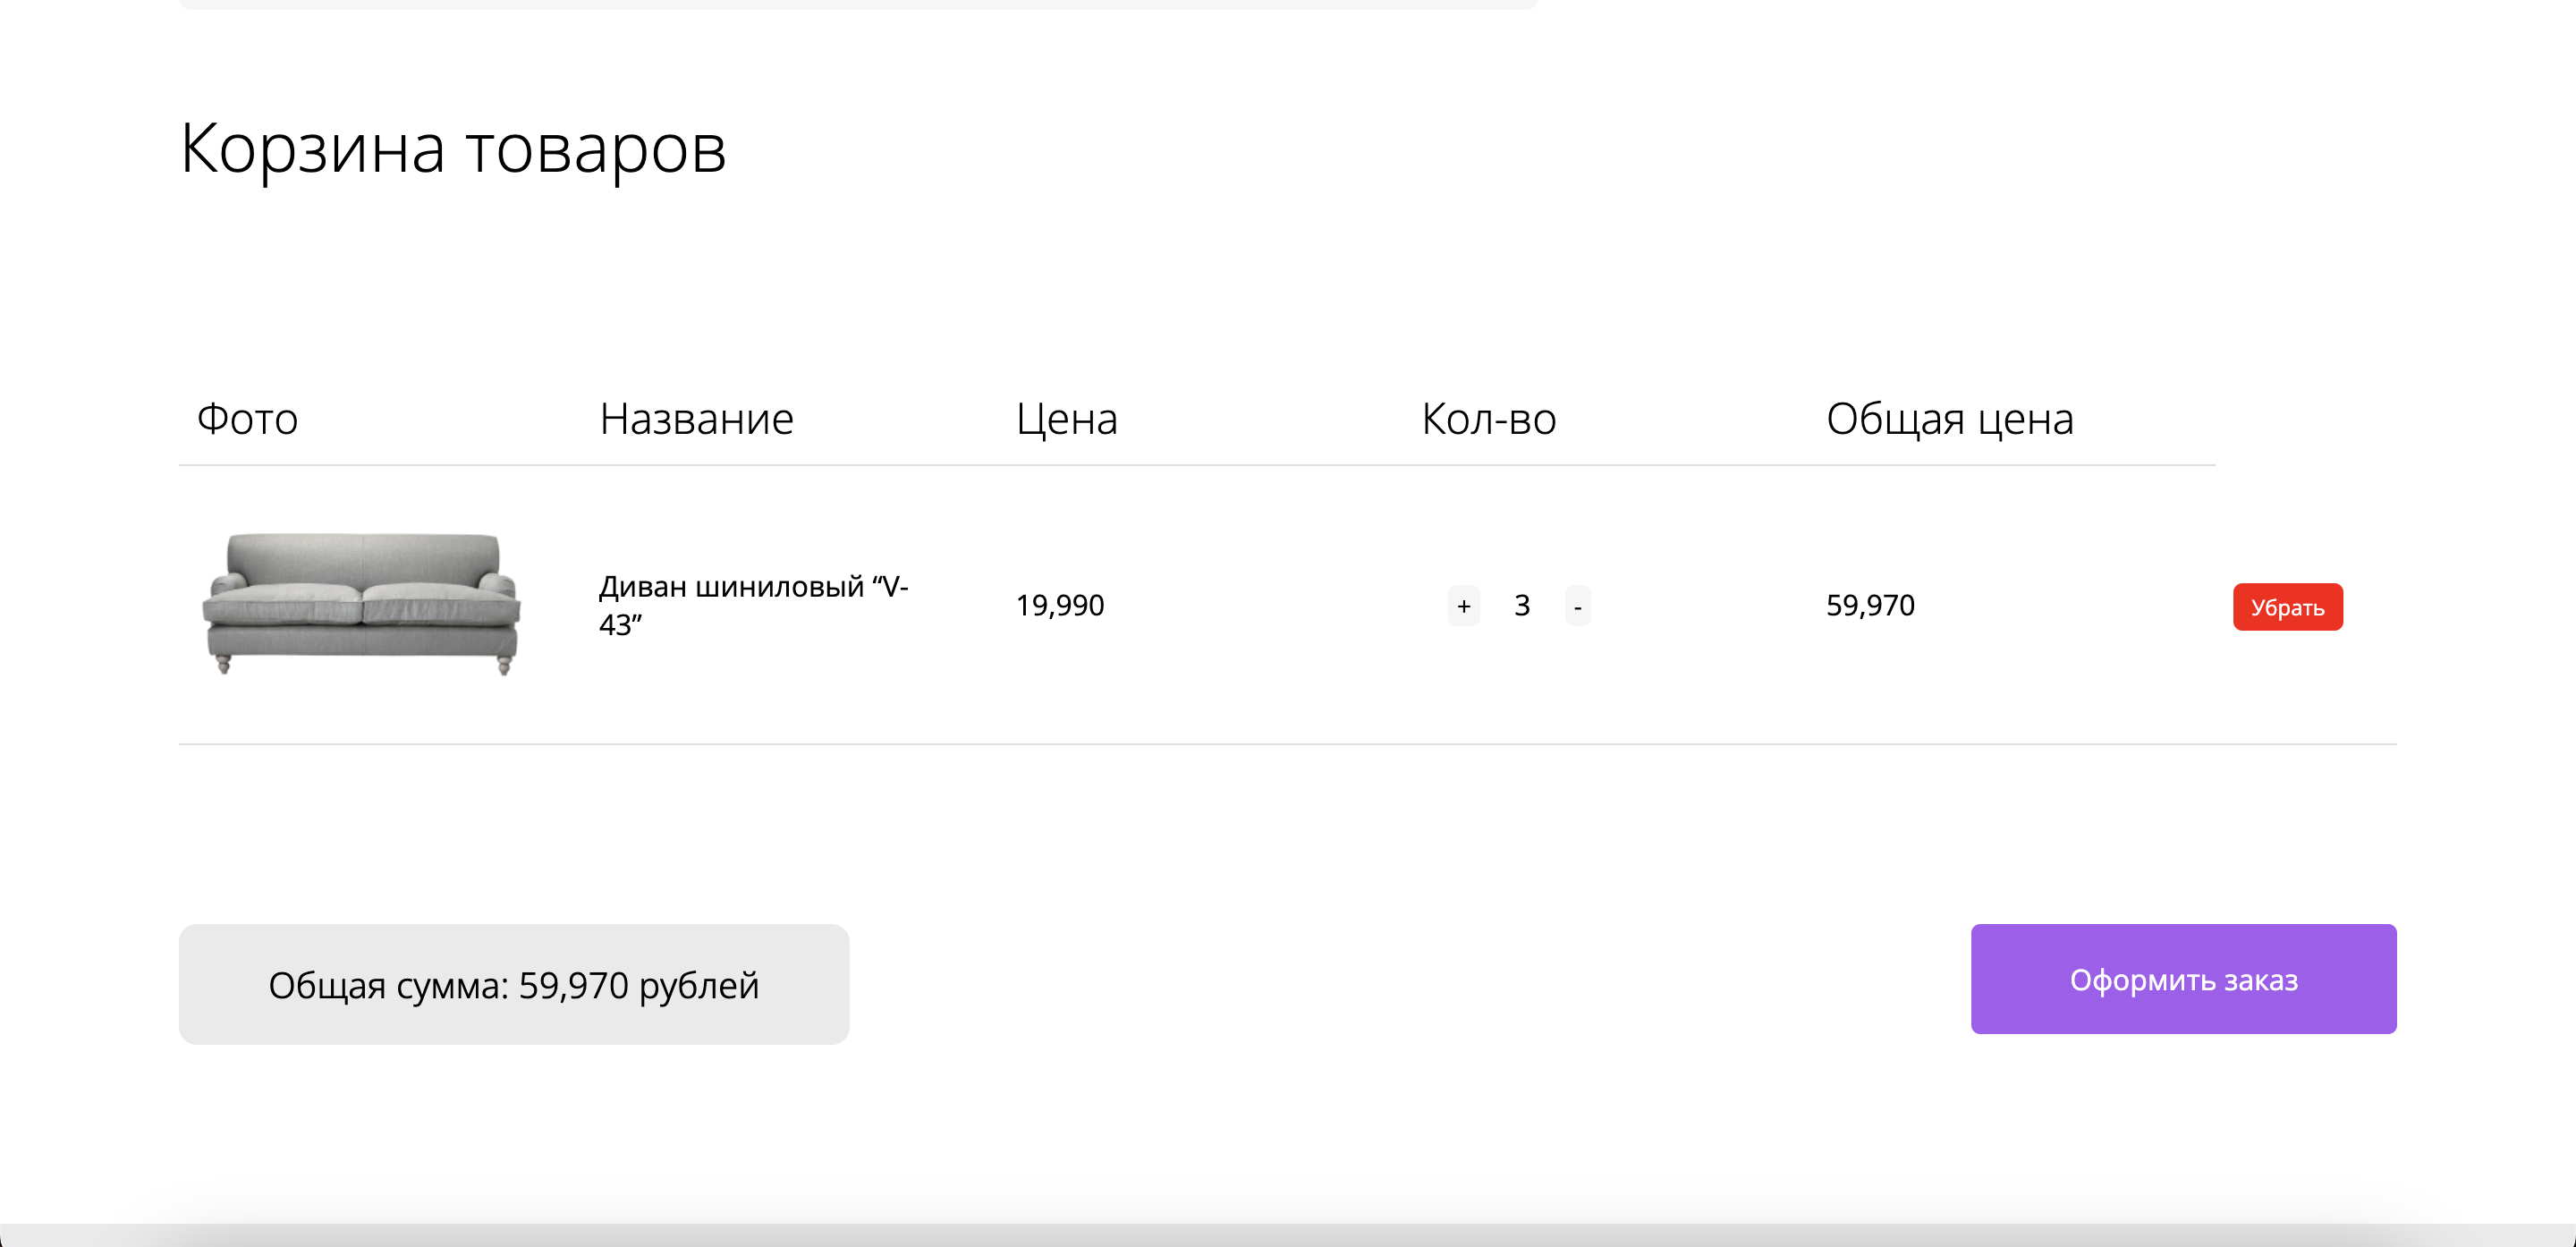 Корзина товаров
Фото Название Цена Кол-во Общая цена
Диван шиниловый “V-
43”
19,990 + 3 - 59,970 Убрать
Общая сумма: 59,970 рублей
Оформить заказ